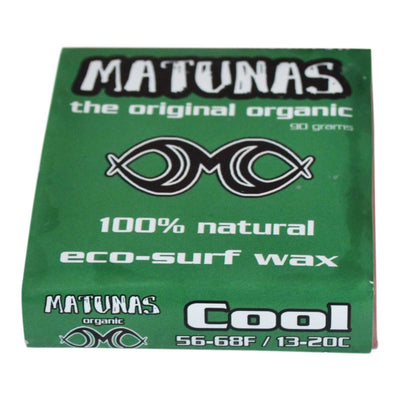 MATUNAS
the original organic
90 grams
100% natural
eco-surf wax
MATUNAS
organic
Cool
56-68F / 13-20C